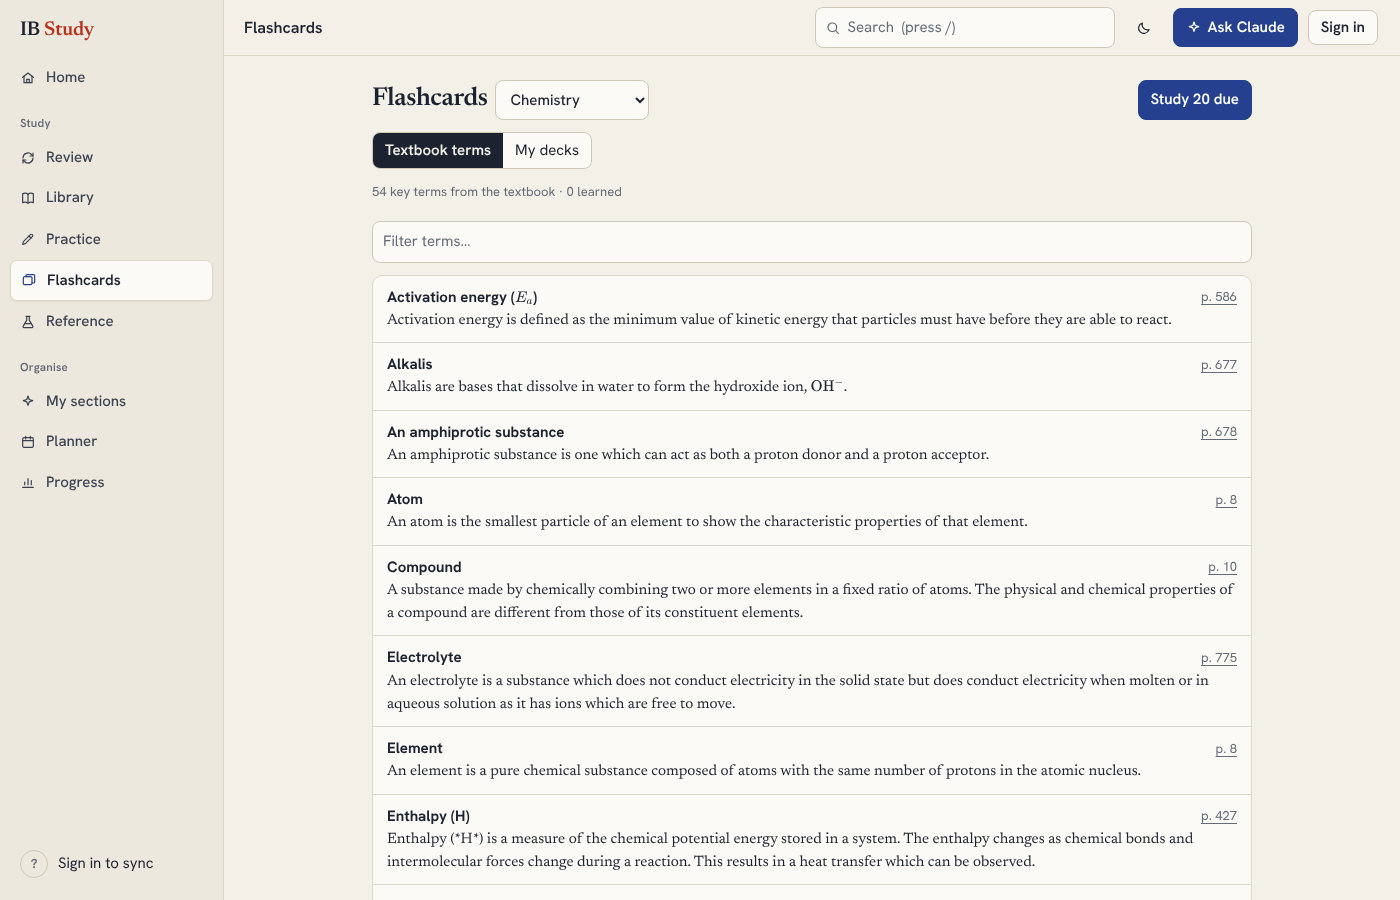 IB Study
Flashcards
Search (press /)
Ask Claude
Sign in
Home
Study
Review
Library
Practice
Flashcards
Reference
Organise
My sections
Planner
Progress
? Sign in to sync
Flashcards
Chemistry
Study 20 due
Textbook terms
My decks
54 key terms from the textbook · 0 learned
Filter terms...
Activation energy (Eₐ)
p. 586
Activation energy is defined as the minimum value of kinetic energy that particles must have before they are able to react.
Alkalis
p. 677
Alkalis are bases that dissolve in water to form the hydroxide ion, OH⁻.
An amphiprotic substance
p. 678
An amphiprotic substance is one which can act as both a proton donor and a proton acceptor.
Atom
p. 8
An atom is the smallest particle of an element to show the characteristic properties of that element.
Compound
p. 10
A substance made by chemically combining two or more elements in a fixed ratio of atoms. The physical and chemical properties of
a compound are different from those of its constituent elements.
Electrolyte
p. 775
An electrolyte is a substance which does not conduct electricity in the solid state but does conduct electricity when molten or in
aqueous solution as it has ions which are free to move.
Element
p. 8
An element is a pure chemical substance composed of atoms with the same number of protons in the atomic nucleus.
Enthalpy (H)
p. 427
Enthalpy (*H*) is a measure of the chemical potential energy stored in a system. The enthalpy changes as chemical bonds and
intermolecular forces change during a reaction. This results in a heat transfer which can be observed.